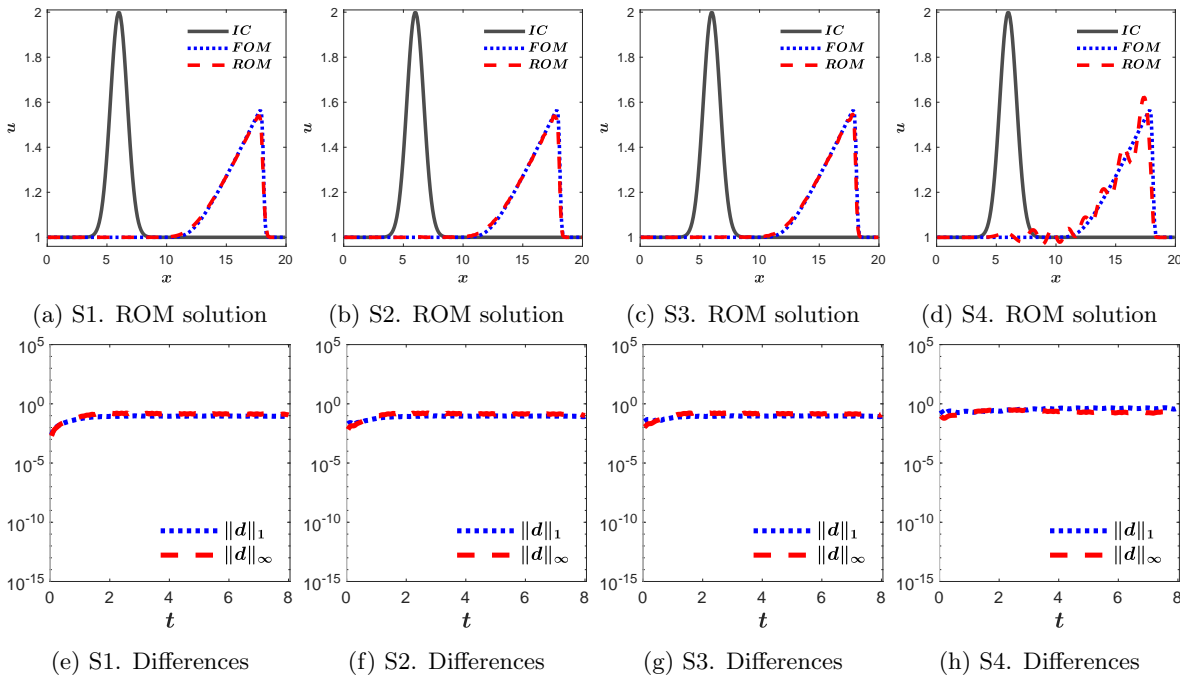 2
1.8
1.6
1.4
1.2
1
u
0 5 10 15 20
x
IC
FOM
ROM
2
1.8
1.6
1.4
1.2
1
u
0 5 10 15 20
x
IC
FOM
ROM
2
1.8
1.6
1.4
1.2
1
u
0 5 10 15 20
x
IC
FOM
ROM
2
1.8
1.6
1.4
1.2
1
u
0 5 10 15 20
x
IC
FOM
ROM
(a) S1. ROM solution
(b) S2. ROM solution
(c) S3. ROM solution
(d) S4. ROM solution
10^5
10^0
10^-5
10^-10
10^-15
0 2 4 6 8
t
‖d‖₁
‖d‖∞
10^5
10^0
10^-5
10^-10
10^-15
0 2 4 6 8
t
‖d‖₁
‖d‖∞
10^5
10^0
10^-5
10^-10
10^-15
0 2 4 6 8
t
‖d‖₁
‖d‖∞
10^5
10^0
10^-5
10^-10
10^-15
0 2 4 6 8
t
‖d‖₁
‖d‖∞
(e) S1. Differences
(f) S2. Differences
(g) S3. Differences
(h) S4. Differences